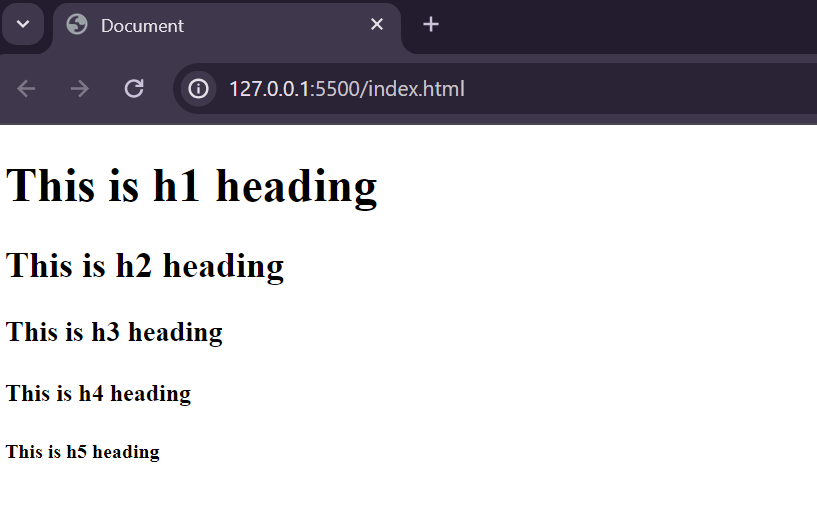 Document
127.0.0.1:5500/index.html
This is h1 heading
This is h2 heading
This is h3 heading
This is h4 heading
This is h5 heading